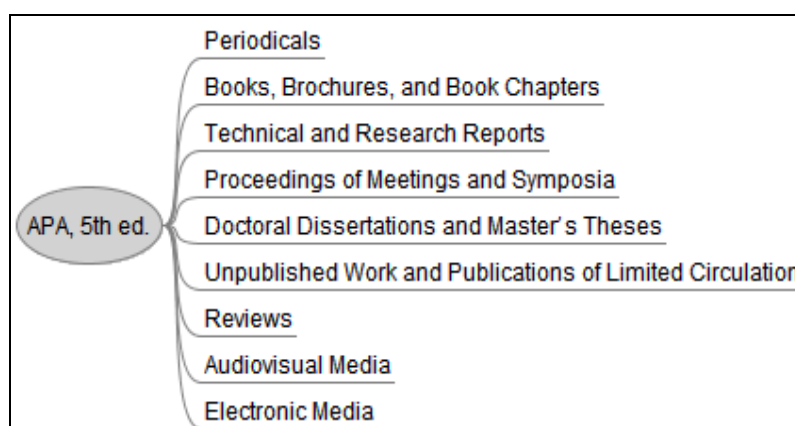 Periodicals
Books, Brochures, and Book Chapters
Technical and Research Reports
Proceedings of Meetings and Symposia
APA, 5th ed.
Doctoral Dissertations and Master's Theses
Unpublished Work and Publications of Limited Circulation
Reviews
Audiovisual Media
Electronic Media